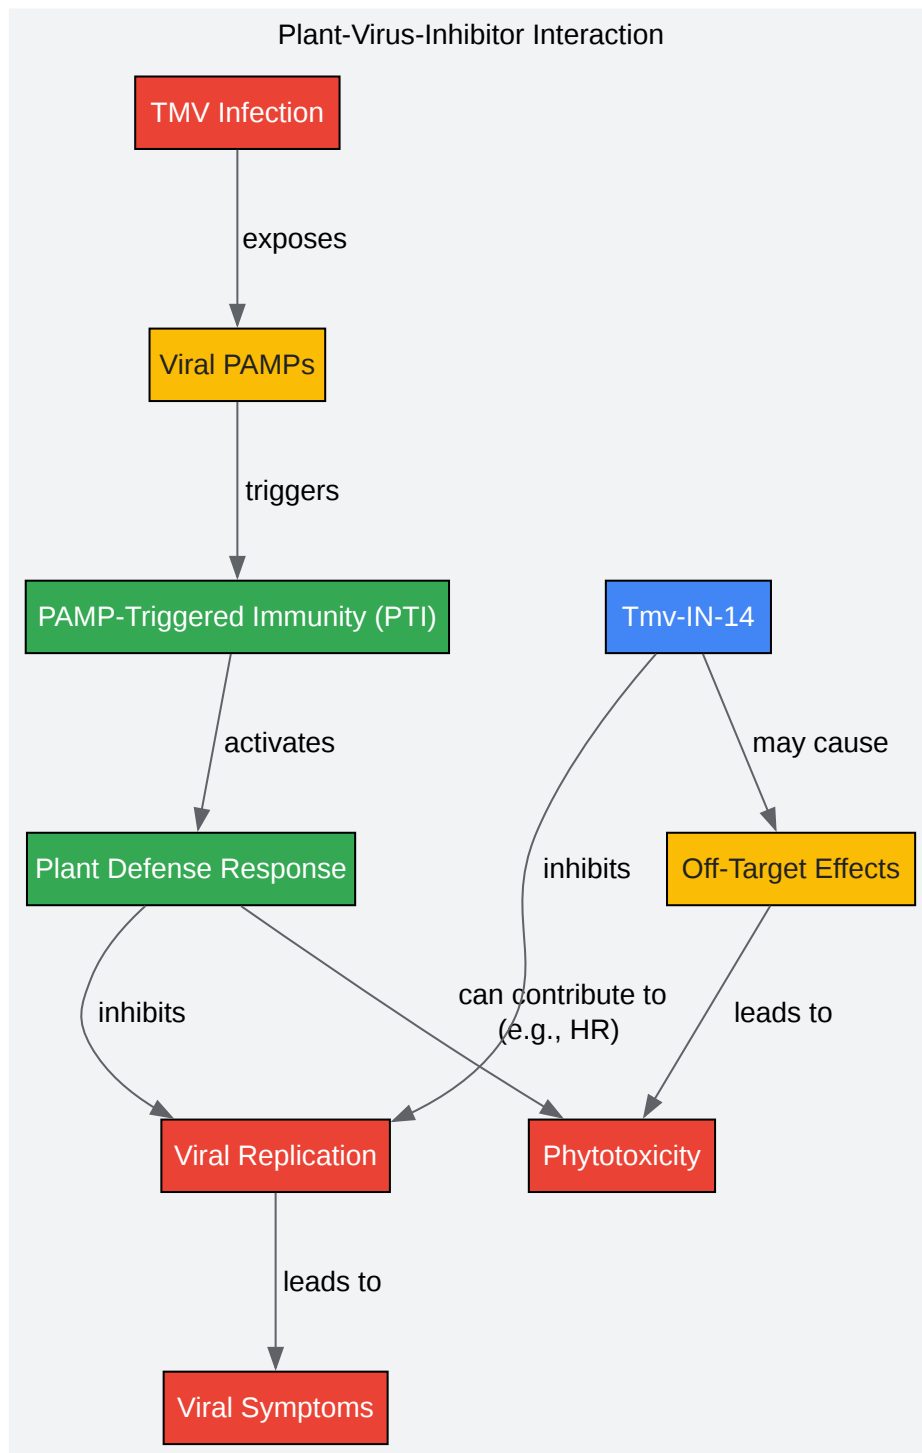 Plant-Virus-Inhibitor Interaction
TMV Infection
exposes
Viral PAMPs
triggers
PAMP-Triggered Immunity (PTI)
Tmv-IN-14
activates
may cause
Plant Defense Response
inhibits
Off-Target Effects
inhibits
can contribute to
(e.g., HR)
leads to
Viral Replication
Phytotoxicity
leads to
Viral Symptoms